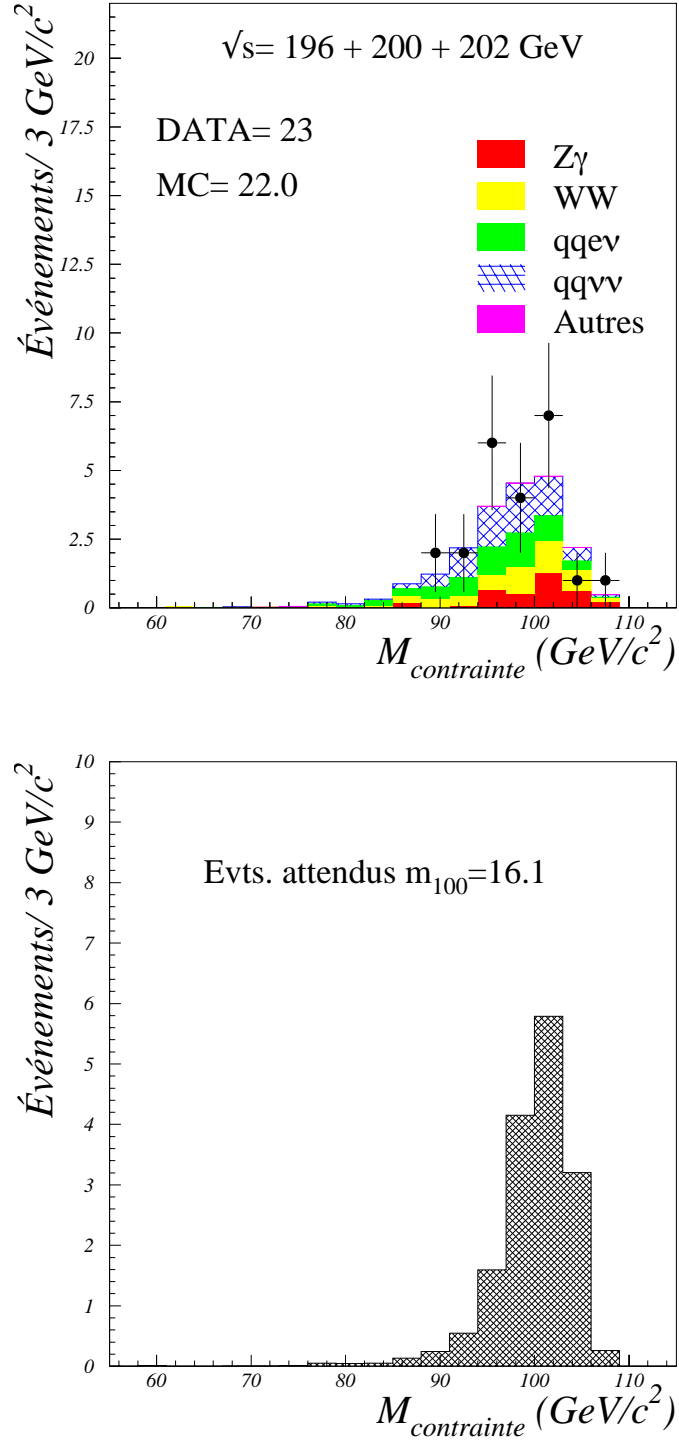 Événements/ 3 GeV/c²
20
17.5
15
12.5
10
7.5
5
2.5
0
√s= 196 + 200 + 202 GeV
DATA= 23
MC= 22.0
Zγ
WW
qqeν
qqνν
Autres
60 70 80 90 100 110
M_contrainte (GeV/c²)
Événements/ 3 GeV/c²
10
9
8
7
6
5
4
3
2
1
0
Evts. attendus m₁₀₀=16.1
60 70 80 90 100 110
M_contrainte (GeV/c²)